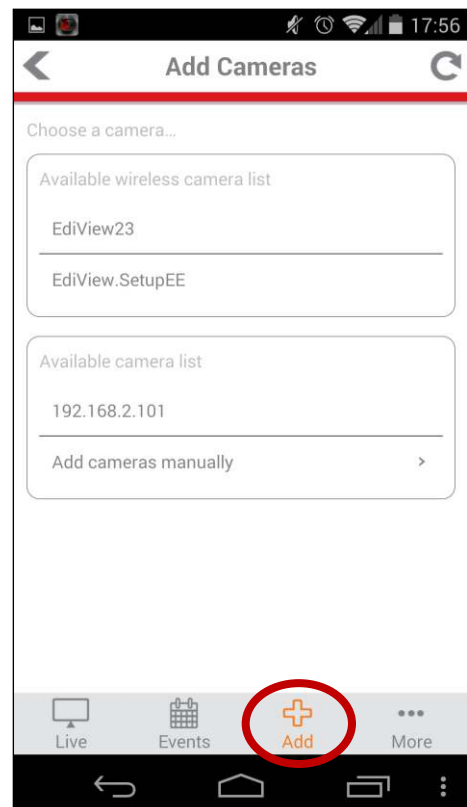 17:56
Add Cameras
Choose a camera...
Available wireless camera list
EdiView23
EdiView.SetupEE
Available camera list
192.168.2.101
Add cameras manually >
Live Events Add More